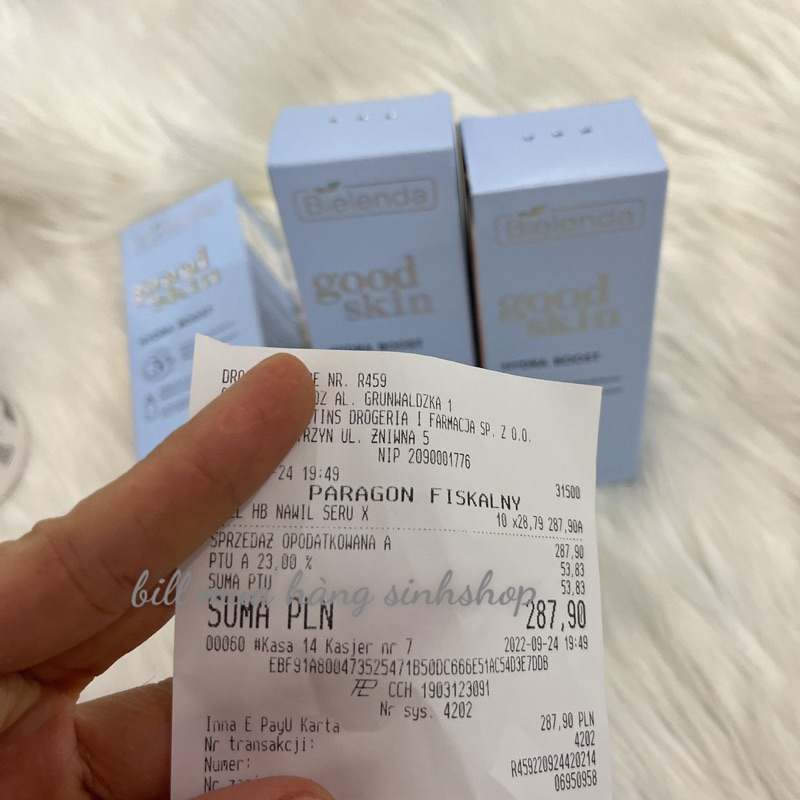 Bielenda
good
skin
HYDRA BOOST
Bielenda
good
skin
HYDRA BOOST
good
skin
HYDRA BOOST
NR. R459
AL. GRUNWALDZKA 1
DROGERIA I FARMACJA SP. Z O.O.
UL. ŻNIWNA 5
NIP 2090001776
-24 19:49
31500
PARAGON FISKALNY
HB NAWIL SERU X 10 x28,79 287,90A
SPRZEDAŻ OPODATKOWANA A 287,90
PTU A 23,00 % 53,83
SUMA PTU 53,83
bill mua hàng sinhshop
SUMA PLN 287,90
00060 #Kasa 14 Kasjer nr 7 2022-09-24 19:49
EBF91A800473525471B50DC666E51AC54D3E7DDB
CCH 1903123091
Nr sys. 4202
Inna E PayU Karta 287,90 PLN
Nr transakcji: 4202
Numer: R459220924420214
Nr 06950958